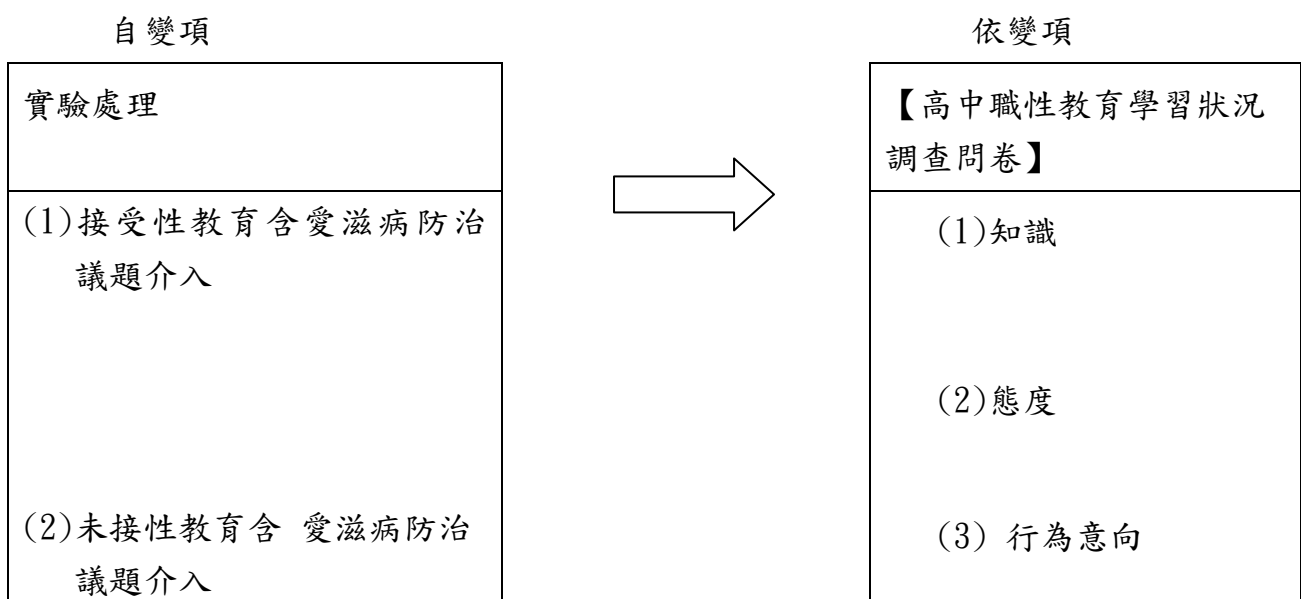 自變項
依變項
實驗處理
(1)接受性教育含愛滋病防治
議題介入
(2)未接性教育含 愛滋病防治
議題介入
【高中職性教育學習狀況
調查問卷】
(1)知識
(2)態度
(3) 行為意向